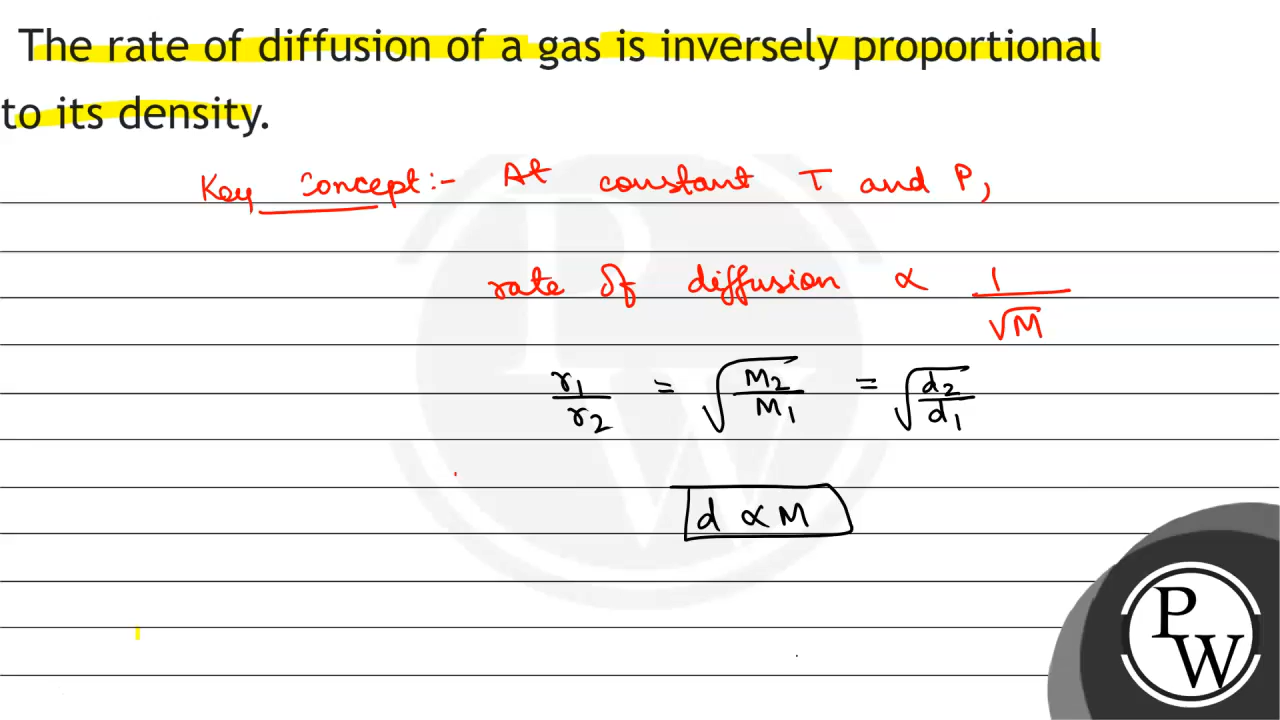 The rate of diffusion of a gas is inversely proportional
to its density.
Key Concept :- At constant T and P,
rate of diffusion ∝ 1/√M
r₁/r₂ = √(M₂/M₁) = √(d₂/d₁)
d ∝ M
P
W